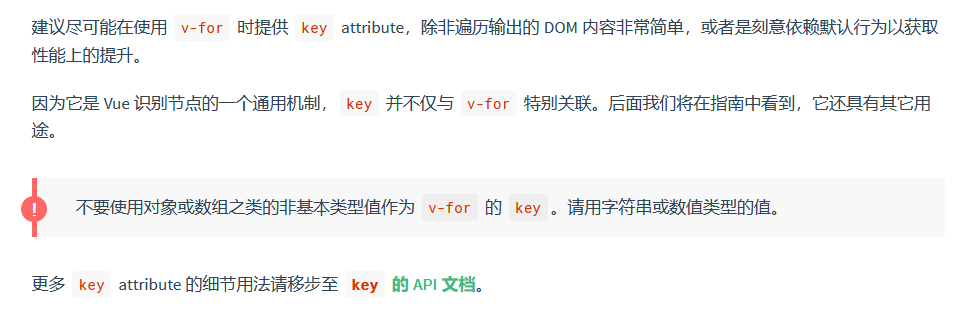 建议尽可能在使用 v-for 时提供 key attribute，除非遍历输出的 DOM 内容非常简单，或者是刻意依赖默认行为以获取
性能上的提升。
因为它是 Vue 识别节点的一个通用机制， key 并不仅与 v-for 特别关联。后面我们将在指南中看到，它还具有其它用
途。
! 不要使用对象或数组之类的非基本类型值作为 v-for 的 key 。请用字符串或数值类型的值。
更多 key attribute 的细节用法请移步至 key 的 API 文档。